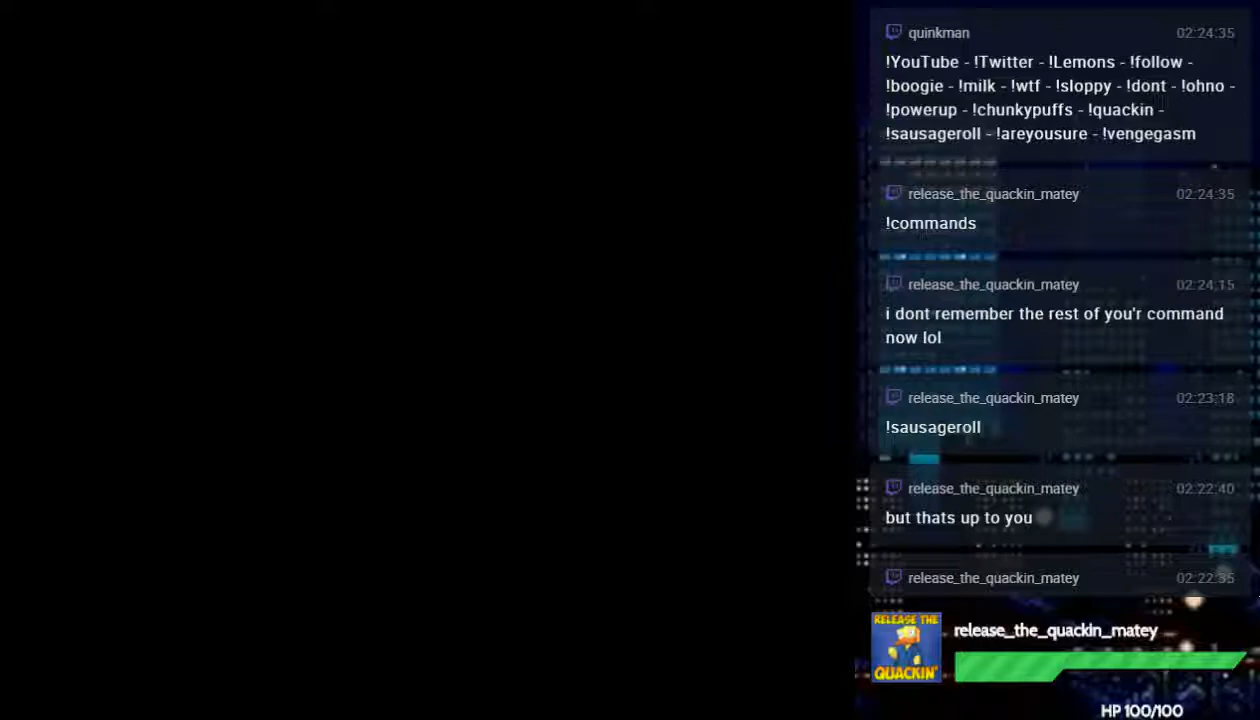 quinkman 02:24:35
!YouTube - !Twitter - !Lemons - !follow -
!boogie - !milk - !wtf - !sloppy - !dont - !ohno -
!powerup - !chunkypuffs - !quackin -
!sausageroll - !areyousure - !vengegasm
release_the_quackin_matey 02:24:35
!commands
release_the_quackin_matey 02:24:15
i dont remember the rest of you'r command
now lol
release_the_quackin_matey 02:23:18
!sausageroll
release_the_quackin_matey 02:22:40
but thats up to you
release_the_quackin_matey 02:22:35
RELEASE THE
QUACKIN'
release_the_quackin_matey
HP 100/100